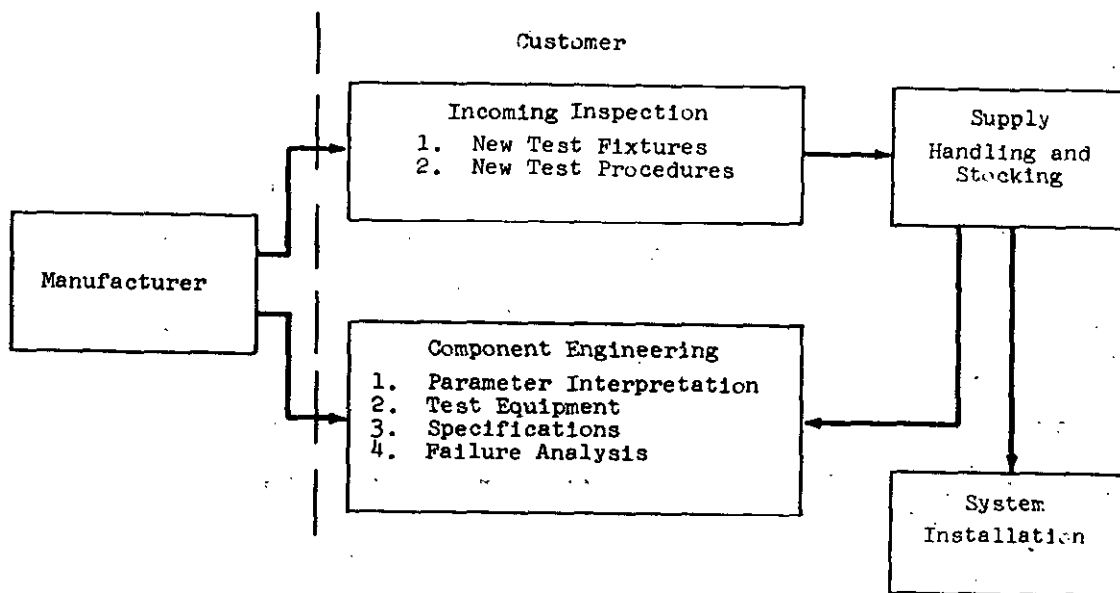 Customer
Manufacturer
Incoming Inspection
1. New Test Fixtures
2. New Test Procedures
Supply
Handling and
Stocking
Component Engineering
1. Parameter Interpretation
2. Test Equipment
3. Specifications
4. Failure Analysis
System
Installation